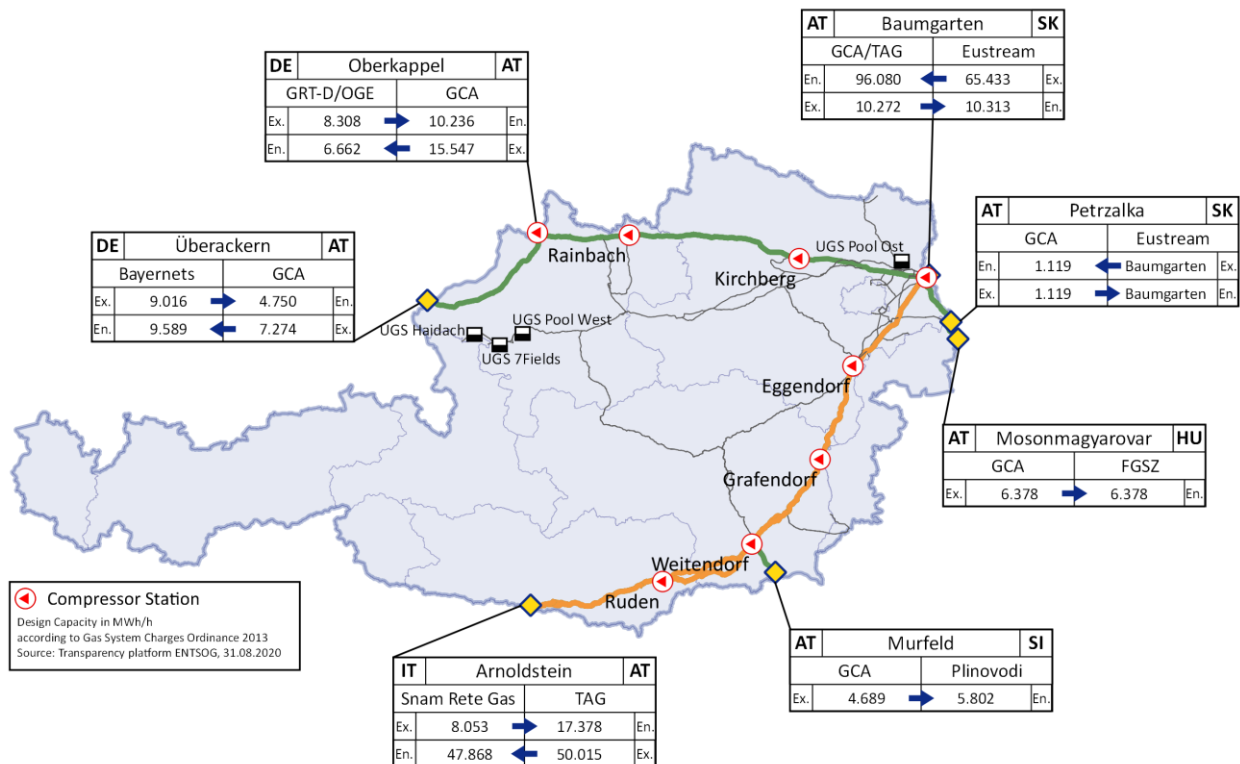 AT Baumgarten SK
GCA/TAG Eustream
En. 96.080 65.433 Ex.
Ex. 10.272 10.313 En.
DE Oberkappel AT
GRT-D/OGE GCA
Ex. 8.308 10.236 En.
En. 6.662 15.547 Ex.
AT Petrzalka SK
GCA Eustream
En. 1.119 Baumgarten Ex.
Ex. 1.119 Baumgarten En.
DE Überackern AT
Bayernets GCA
Ex. 9.016 4.750 En.
En. 9.589 7.274 Ex.
Rainbach
UGS Pool Ost
Kirchberg
UGS Haidach
UGS Pool West
UGS 7Fields
Eggendorf
AT Mosonmagyarovar HU
GCA FGSZ
Ex. 6.378 6.378 En.
Grafendorf
Weitendorf
Ruden
Compressor Station
Design Capacity in MWh/h
according to Gas System Charges Ordinance 2013
Source: Transparency platform ENTSOG, 31.08.2020
AT Murfeld SI
GCA Plinovodi
Ex. 4.689 5.802 En.
IT Arnoldstein AT
Snam Rete Gas TAG
Ex. 8.053 17.378 En.
En. 47.868 50.015 Ex.